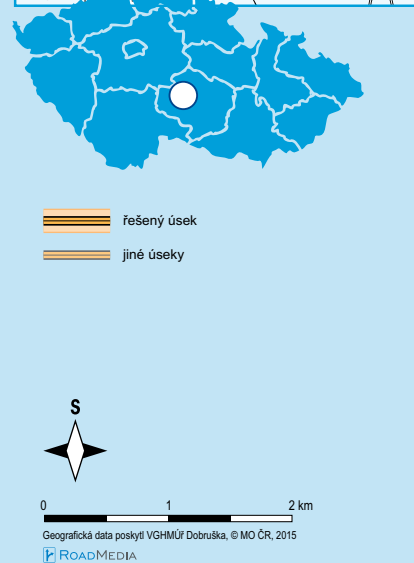 řešený úsek
jiné úseky
S
0 1 2 km
Geografická data poskytl VGHMÚř Dobruška, © MO ČR, 2015
ROADMEDIA